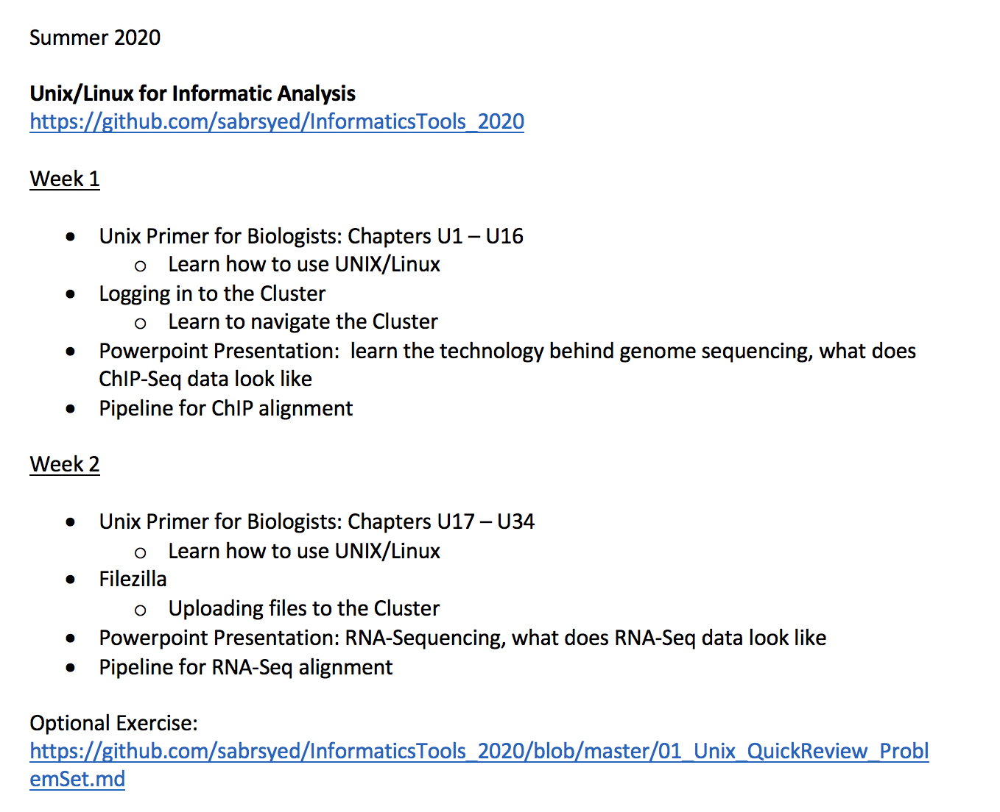 Summer 2020
Unix/Linux for Informatic Analysis
https://github.com/sabrsyed/InformaticsTools_2020
Week 1
• Unix Primer for Biologists: Chapters U1 – U16
o Learn how to use UNIX/Linux
• Logging in to the Cluster
o Learn to navigate the Cluster
• Powerpoint Presentation:  learn the technology behind genome sequencing, what does
ChIP-Seq data look like
• Pipeline for ChIP alignment
Week 2
• Unix Primer for Biologists: Chapters U17 – U34
o Learn how to use UNIX/Linux
• Filezilla
o Uploading files to the Cluster
• Powerpoint Presentation: RNA-Sequencing, what does RNA-Seq data look like
• Pipeline for RNA-Seq alignment
Optional Exercise:
https://github.com/sabrsyed/InformaticsTools_2020/blob/master/01_Unix_QuickReview_Probl
emSet.md